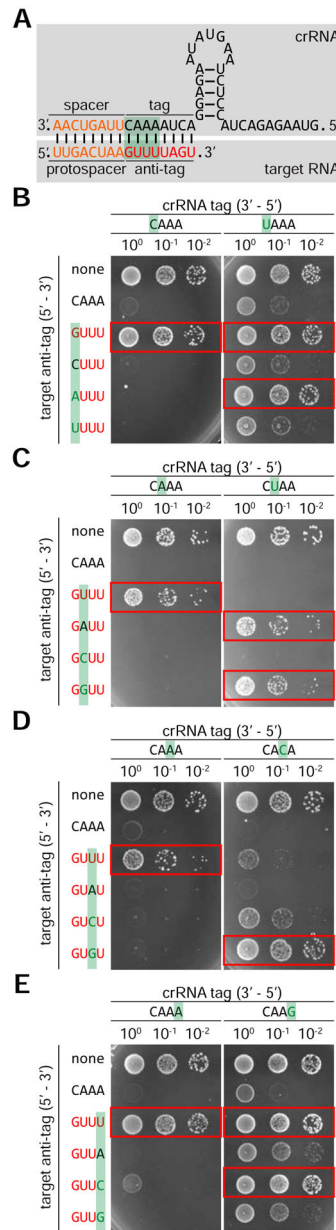 A
crRNA
A U G A
U A
A U
G C
A U
G C
A C
G C
spacer tag
3'. AACUGAUU CAAAAUCA AUCAGAGAAUG. 5'
5'. UUGACUAAGUUUUAGU. 3'
protospacer anti-tag target RNA
B
crRNA tag (3' - 5')
CAAA UAAA
10⁰ 10⁻¹ 10⁻² 10⁰ 10⁻¹ 10⁻²
target anti-tag (5' - 3')
none
CAAA
GUUU
CUUU
AUUU
UUUU
C
crRNA tag (3' - 5')
CAAA CUAA
10⁰ 10⁻¹ 10⁻² 10⁰ 10⁻¹ 10⁻²
target anti-tag (5' - 3')
none
CAAA
GUUU
GAUU
GCUU
GGUU
D
crRNA tag (3' - 5')
CAAA CACA
10⁰ 10⁻¹ 10⁻² 10⁰ 10⁻¹ 10⁻²
target anti-tag (5' - 3')
none
CAAA
GUUU
GUAU
GUCU
GUGU
E
crRNA tag (3' - 5')
CAAA CAAG
10⁰ 10⁻¹ 10⁻² 10⁰ 10⁻¹ 10⁻²
target anti-tag (5' - 3')
none
CAAA
GUUU
GUUA
GUUC
GUUG